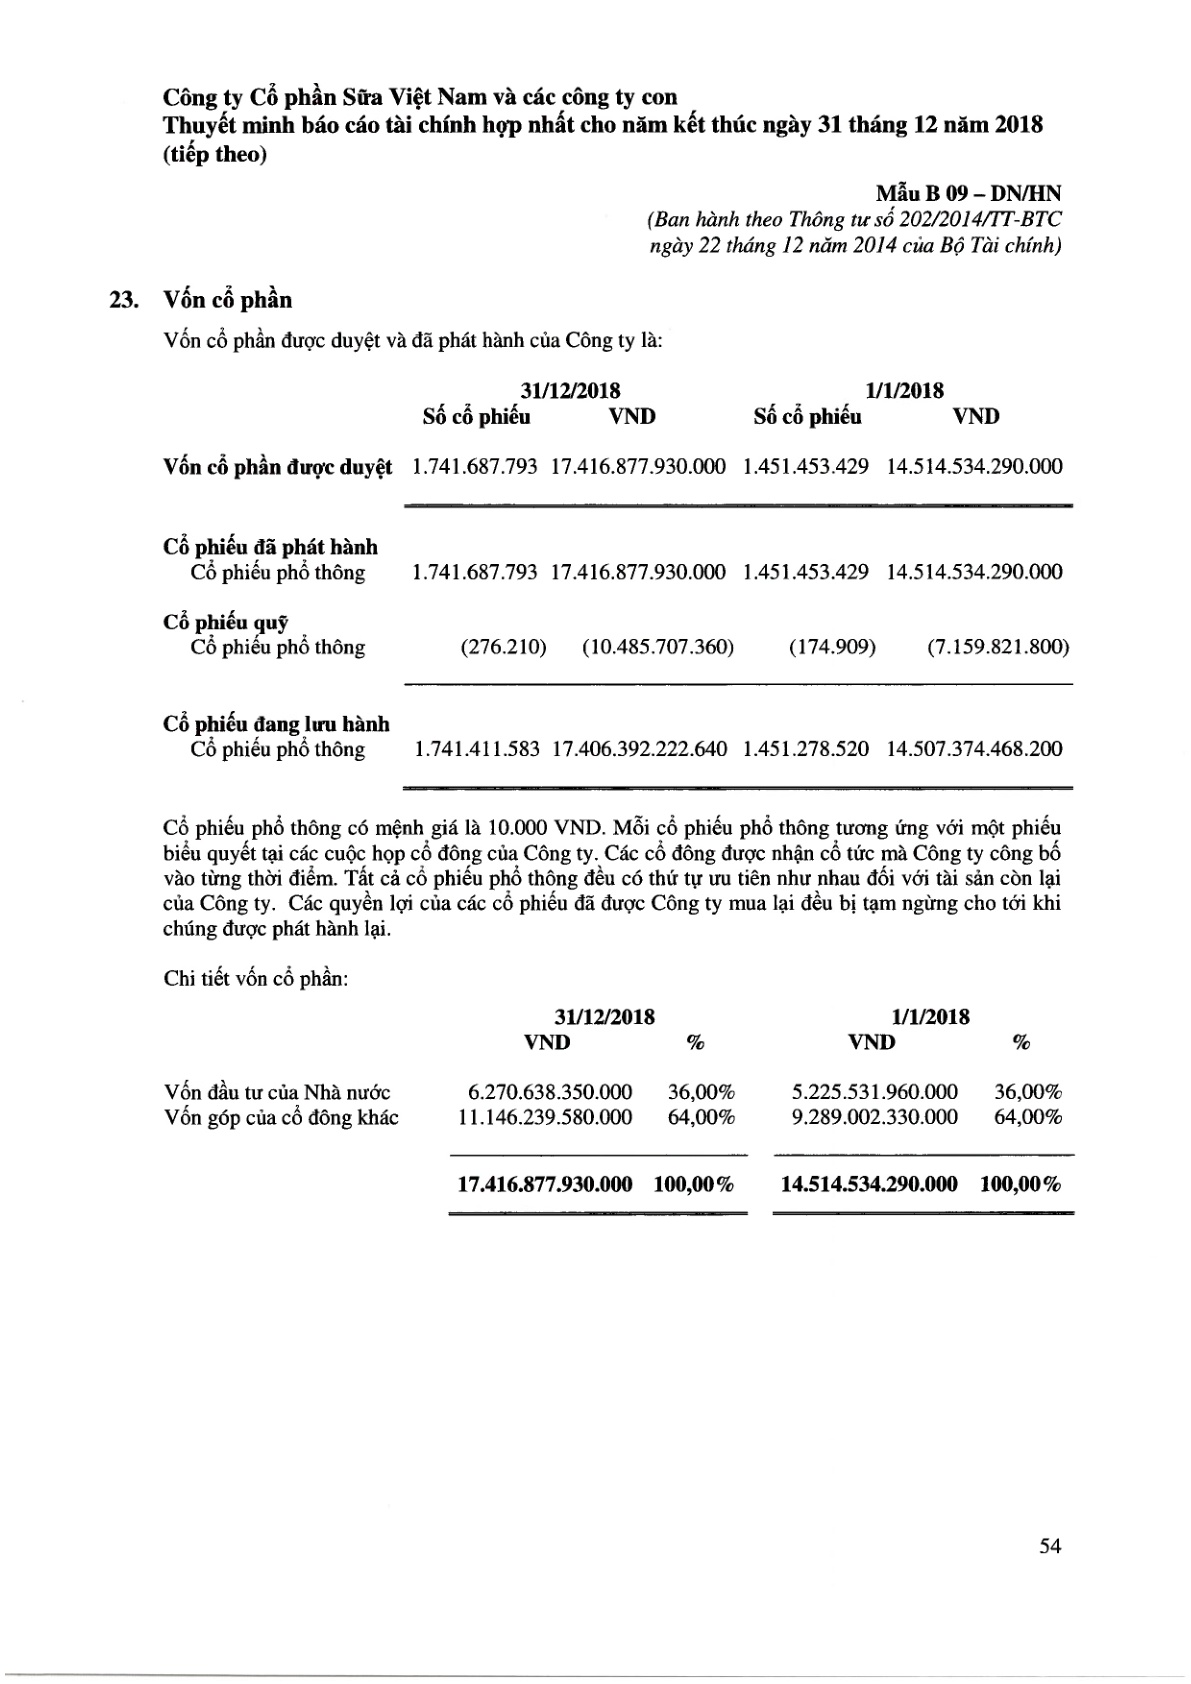 Công ty Cổ phần Sữa Việt Nam và các công ty con
Thuyết minh báo cáo tài chính hợp nhất cho năm kết thúc ngày 31 tháng 12 năm 2018
(tiếp theo)
Mẫu B 09 – DN/HN
(Ban hành theo Thông tư số 202/2014/TT-BTC
ngày 22 tháng 12 năm 2014 của Bộ Tài chính)
23. Vốn cổ phần
Vốn cổ phần được duyệt và đã phát hành của Công ty là:
31/12/2018 1/1/2018
Số cổ phiếu VND Số cổ phiếu VND
Vốn cổ phần được duyệt 1.741.687.793 17.416.877.930.000 1.451.453.429 14.514.534.290.000
Cổ phiếu đã phát hành
Cổ phiếu phổ thông 1.741.687.793 17.416.877.930.000 1.451.453.429 14.514.534.290.000
Cổ phiếu quỹ
Cổ phiếu phổ thông (276.210) (10.485.707.360) (174.909) (7.159.821.800)
Cổ phiếu đang lưu hành
Cổ phiếu phổ thông 1.741.411.583 17.406.392.222.640 1.451.278.520 14.507.374.468.200
Cổ phiếu phổ thông có mệnh giá là 10.000 VND. Mỗi cổ phiếu phổ thông tương ứng với một phiếu
biểu quyết tại các cuộc họp cổ đông của Công ty. Các cổ đông được nhận cổ tức mà Công ty công bố
vào từng thời điểm. Tất cả cổ phiếu phổ thông đều có thứ tự ưu tiên như nhau đối với tài sản còn lại
của Công ty. Các quyền lợi của các cổ phiếu đã được Công ty mua lại đều bị tạm ngừng cho tới khi
chúng được phát hành lại.
Chi tiết vốn cổ phần:
31/12/2018 1/1/2018
VND % VND %
Vốn đầu tư của Nhà nước 6.270.638.350.000 36,00% 5.225.531.960.000 36,00%
Vốn góp của cổ đông khác 11.146.239.580.000 64,00% 9.289.002.330.000 64,00%
17.416.877.930.000 100,00% 14.514.534.290.000 100,00%
54